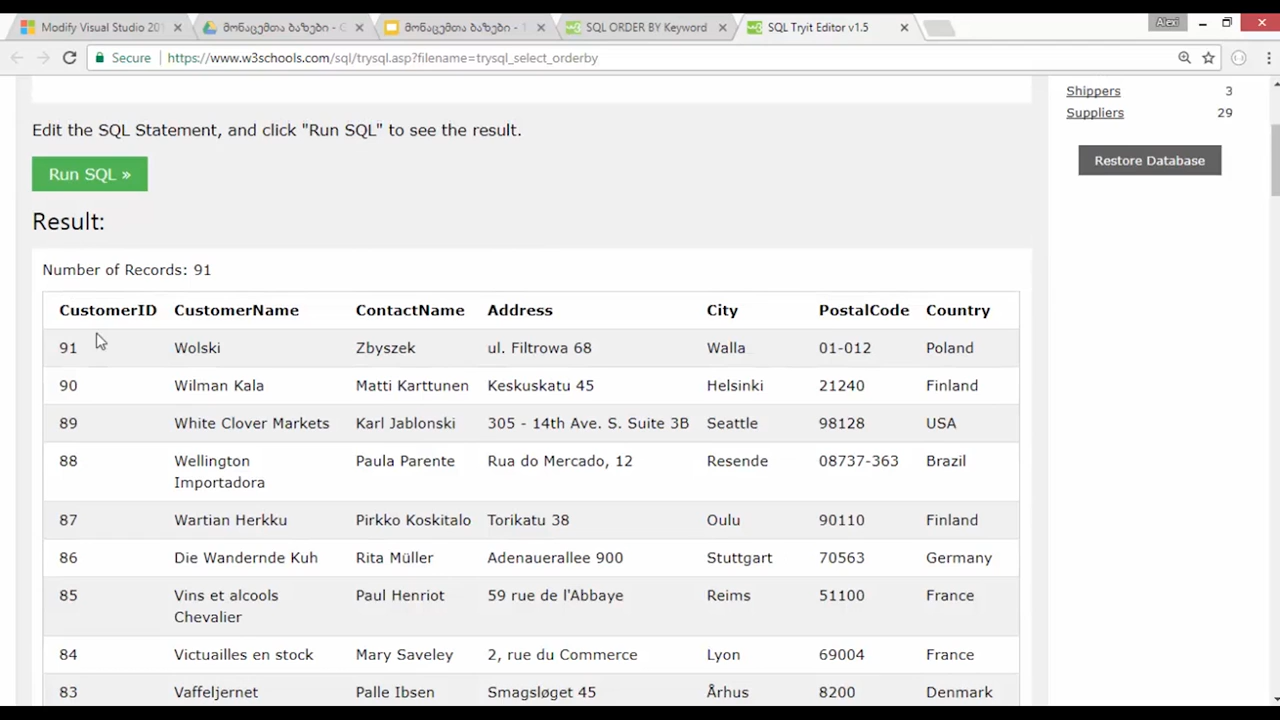 Modify Visual Studio 201
მონაცემთა ბაზები - C
მონაცემთა ბაზები - 1
SQL ORDER BY Keyword
SQL Tryit Editor v1.5
Alexi
Secure https://www.w3schools.com/sql/trysql.asp?filename=trysql_select_orderby
Shippers 3
Suppliers 29
Restore Database
Edit the SQL Statement, and click "Run SQL" to see the result.
Run SQL »
Result:
Number of Records: 91
CustomerID CustomerName ContactName Address City PostalCode Country
91 Wolski Zbyszek ul. Filtrowa 68 Walla 01-012 Poland
90 Wilman Kala Matti Karttunen Keskuskatu 45 Helsinki 21240 Finland
89 White Clover Markets Karl Jablonski 305 - 14th Ave. S. Suite 3B Seattle 98128 USA
88 Wellington Importadora Paula Parente Rua do Mercado, 12 Resende 08737-363 Brazil
87 Wartian Herkku Pirkko Koskitalo Torikatu 38 Oulu 90110 Finland
86 Die Wandernde Kuh Rita Müller Adenauerallee 900 Stuttgart 70563 Germany
85 Vins et alcools Chevalier Paul Henriot 59 rue de l'Abbaye Reims 51100 France
84 Victuailles en stock Mary Saveley 2, rue du Commerce Lyon 69004 France
83 Vaffeljernet Palle Ibsen Smagsløget 45 Århus 8200 Denmark